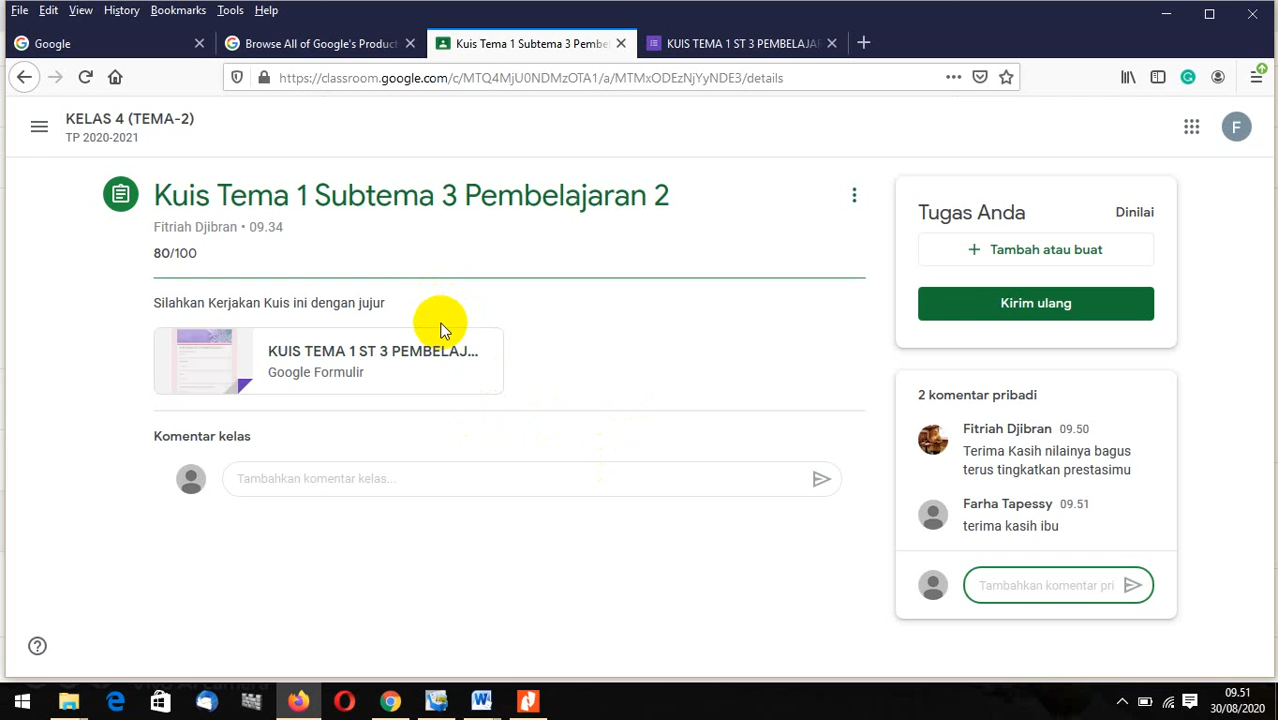 File Edit View History Bookmarks Tools Help
Google
Browse All of Google's Product
Kuis Tema 1 Subtema 3 Pembel
KUIS TEMA 1 ST 3 PEMBELAJAR
https://classroom.google.com/c/MTQ4MjU0NDMzOTA1/a/MTMxODEzNjYyNDE3/details
KELAS 4 (TEMA-2)
TP 2020-2021
F
Kuis Tema 1 Subtema 3 Pembelajaran 2
Fitriah Djibran • 09.34
80/100
Silahkan Kerjakan Kuis ini dengan jujur
KUIS TEMA 1 ST 3 PEMBELAJ...
Google Formulir
Komentar kelas
Tambahkan komentar kelas...
Tugas Anda
Dinilai
+ Tambah atau buat
Kirim ulang
2 komentar pribadi
Fitriah Djibran 09.50
Terima Kasih nilainya bagus
terus tingkatkan prestasimu
Farha Tapessy 09.51
terima kasih ibu
Tambahkan komentar pri
09.51
30/08/2020